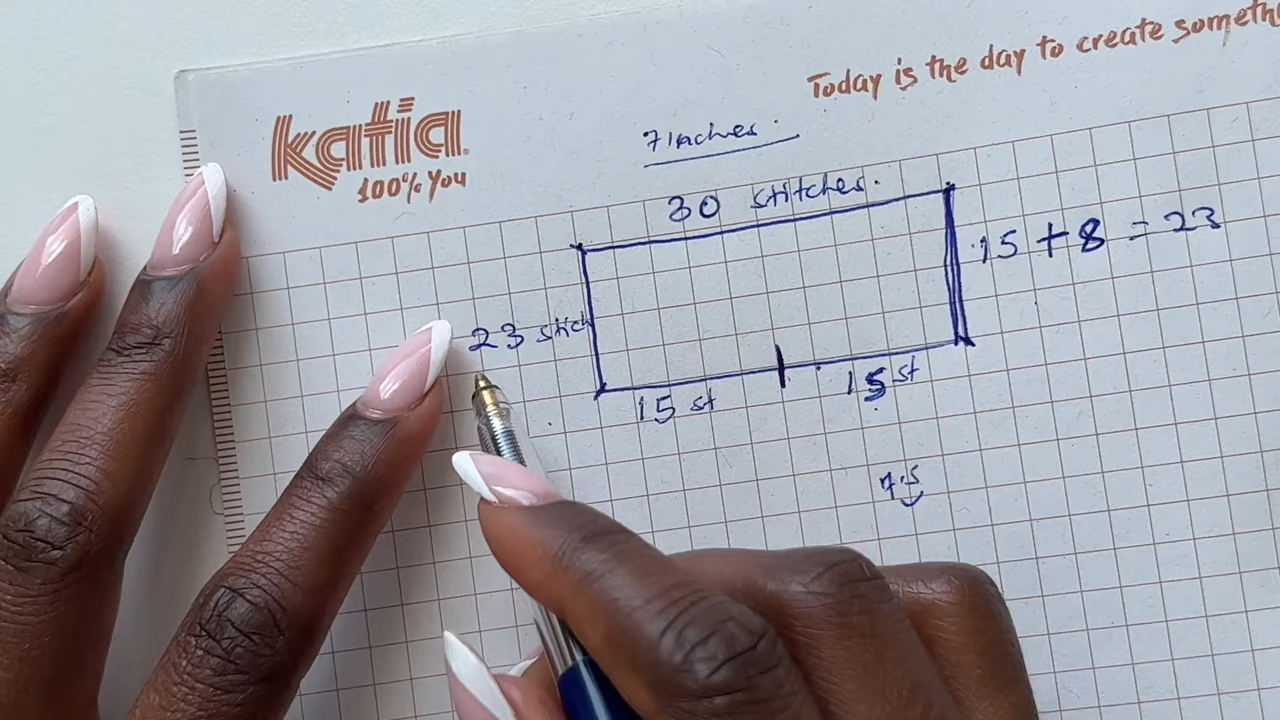 Today is the day to create someth
katia
100% You
7 Inches.
30 stitches.
15 + 8 = 23
23 stich
15 st
15 st
7.5